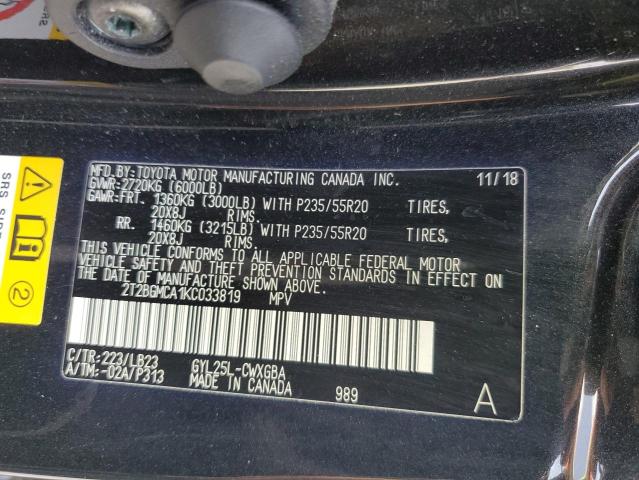 MFD.BY:TOYOTA MOTOR MANUFACTURING CANADA INC. 11/18
GVWR:2720KG (6000LB)
GAWR:FRT. 1360KG (3000LB) WITH P235/55R20 TIRES,
20X8J RIMS.
RR. 1460KG (3215LB) WITH P235/55R20 TIRES,
20X8J RIMS.
THIS VEHICLE CONFORMS TO ALL APPLICABLE FEDERAL MOTOR
VEHICLE SAFETY AND THEFT PREVENTION STANDARDS IN EFFECT ON
THE DATE OF MANUFACTURE SHOWN ABOVE.
2T2BGMCA1KC033819 MPV
C/TR:223/LB23 GYL25L-CWXGBA
A/TM:-02A/P313 MADE IN CANADA 989 A
SRS SIDE
2